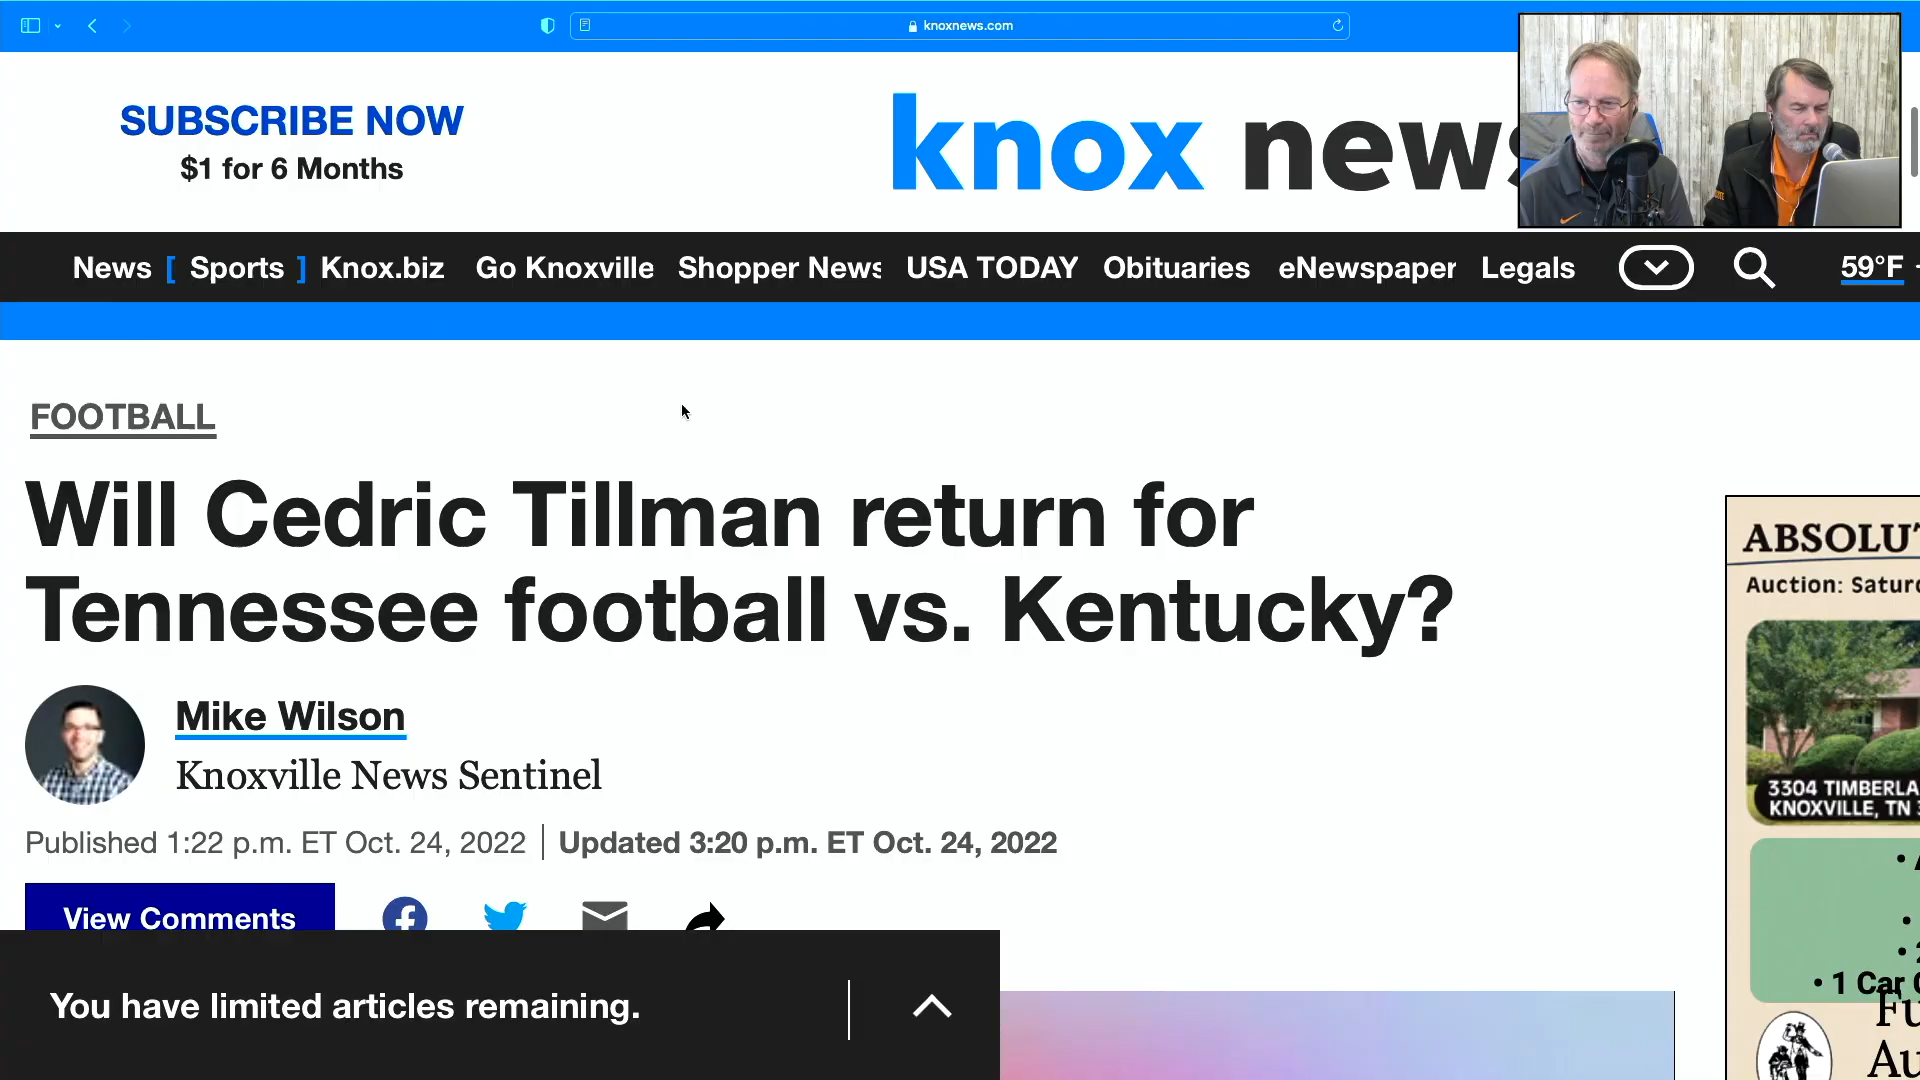 knoxnews.com
SUBSCRIBE NOW
$1 for 6 Months
knox news
News [ Sports ] Knox.biz Go Knoxville Shopper News USA TODAY Obituaries eNewspaper Legals 59°F
FOOTBALL
Will Cedric Tillman return for
Tennessee football vs. Kentucky?
Mike Wilson
Knoxville News Sentinel
Published 1:22 p.m. ET Oct. 24, 2022 | Updated 3:20 p.m. ET Oct. 24, 2022
View Comments
You have limited articles remaining.
Auction:
3304
KNOXVILLE, TN
• 1 Car